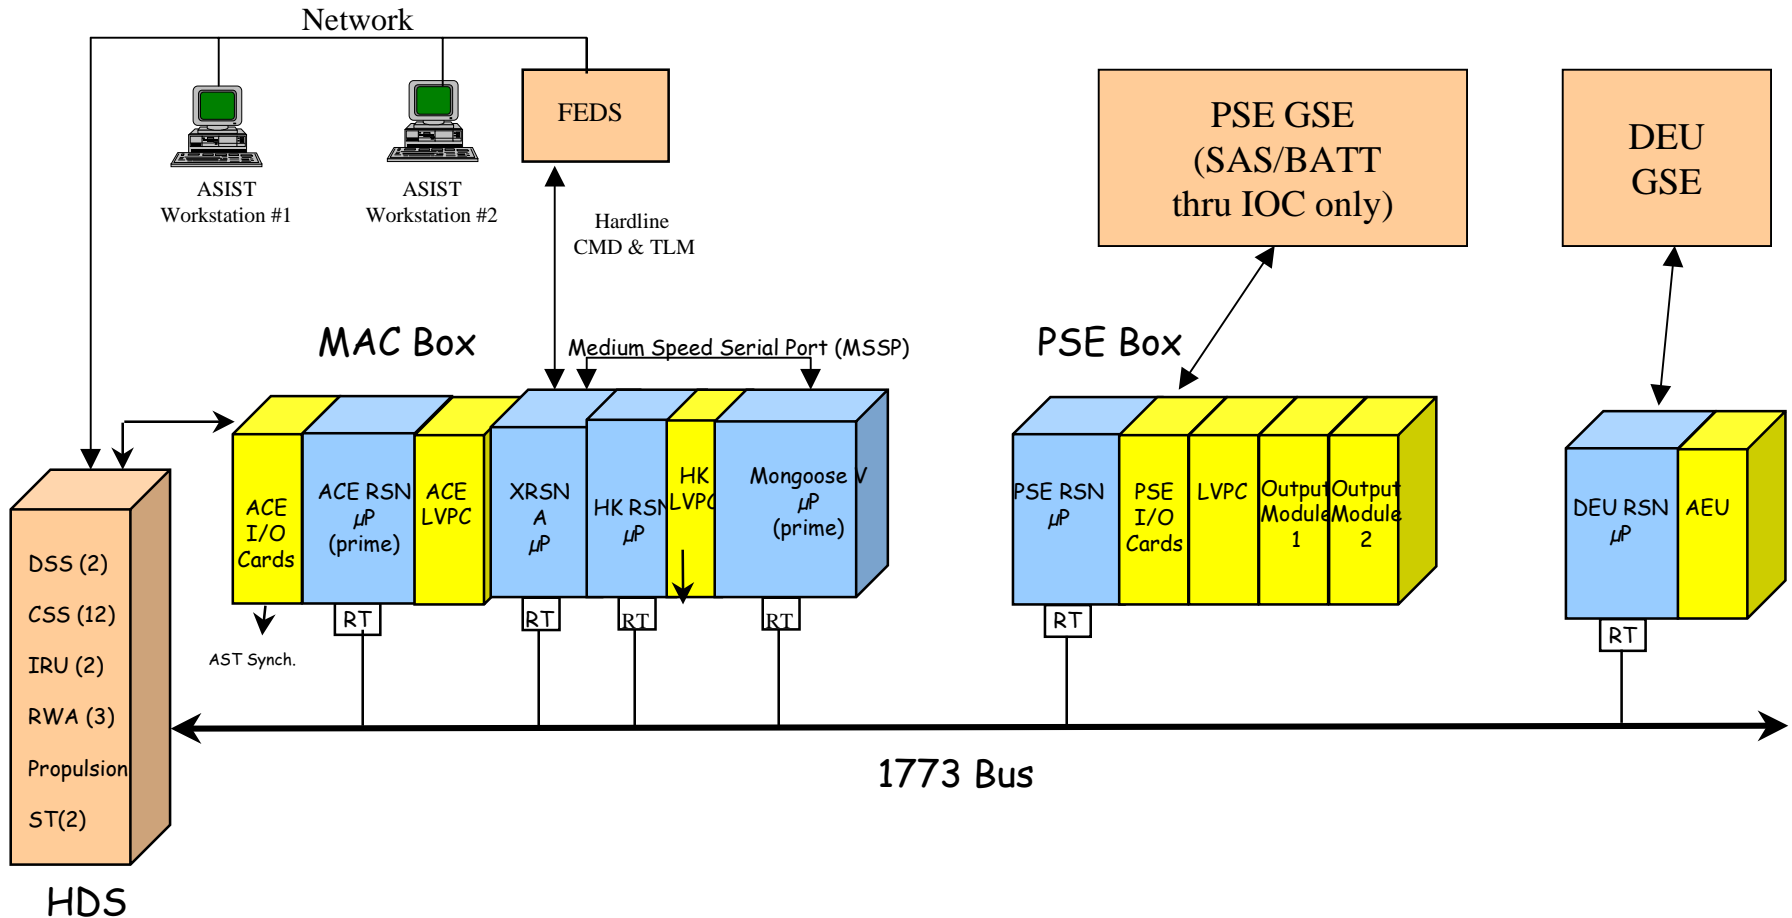 Network
FEDS
ASIST
Workstation #1
ASIST
Workstation #2
Hardline
CMD & TLM
PSE GSE
(SAS/BATT
thru IOC only)
DEU
GSE
MAC Box
Medium Speed Serial Port (MSSP)
PSE Box
ACE
I/O
Cards
ACE RSN
µP
(prime)
ACE
LVPC
XRSN
A
µP
HK RSN
µP
HK
LVPC
Mongoose V
µP
(prime)
PSE RSN
µP
PSE
I/O
Cards
LVPC
Output
Module
1
Output
Module
2
DEU RSN
µP
AEU
RT
RT
RT
RT
RT
RT
AST Synch.
DSS (2)
CSS (12)
IRU (2)
RWA (3)
Propulsion
ST(2)
1773 Bus
HDS